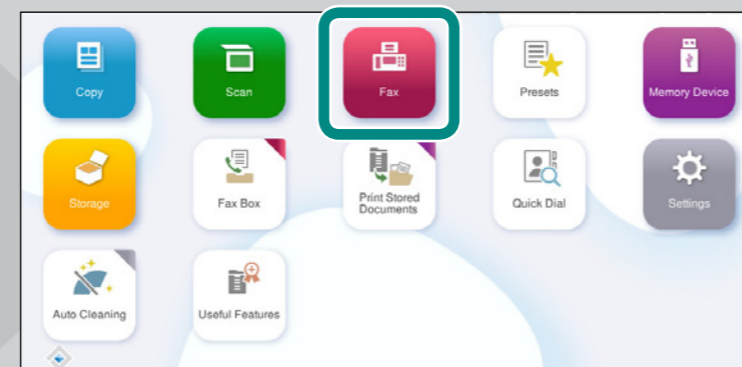 Copy
Scan
Fax
Presets
Memory Device
Storage
Fax Box
Print Stored
Documents
Quick Dial
Settings
Auto Cleaning
Useful Features